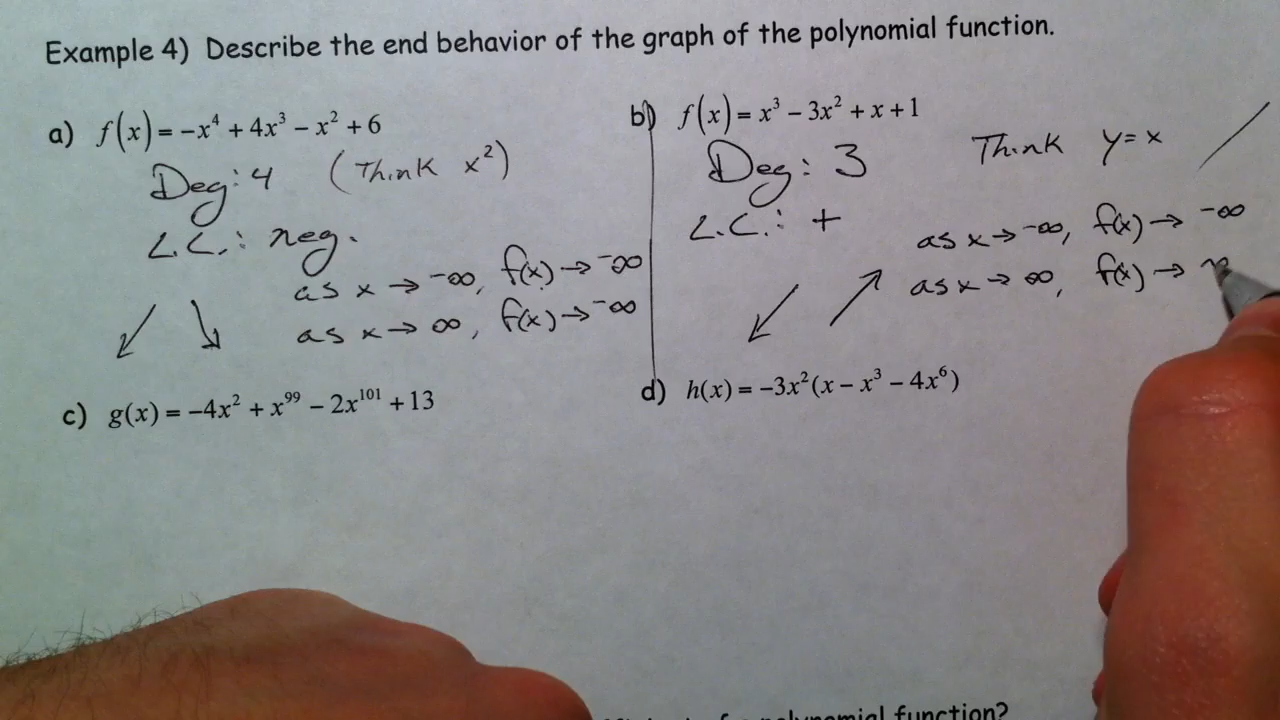 Example 4) Describe the end behavior of the graph of the polynomial function.
a) f(x) = −x⁴ + 4x³ − x² + 6
Deg: 4 (Think x²)
L.C.: neg.
as x → -∞, f(x) → -∞
as x → ∞, f(x) → -∞
b) f(x) = x³ − 3x² + x + 1
Deg: 3 Think y = x
L.C.: +
as x → -∞, f(x) → -∞
as x → ∞, f(x) →
c) g(x) = −4x² + x⁹⁹ − 2x¹⁰¹ + 13
d) h(x) = −3x²(x − x³ − 4x⁶)
polynomial function?